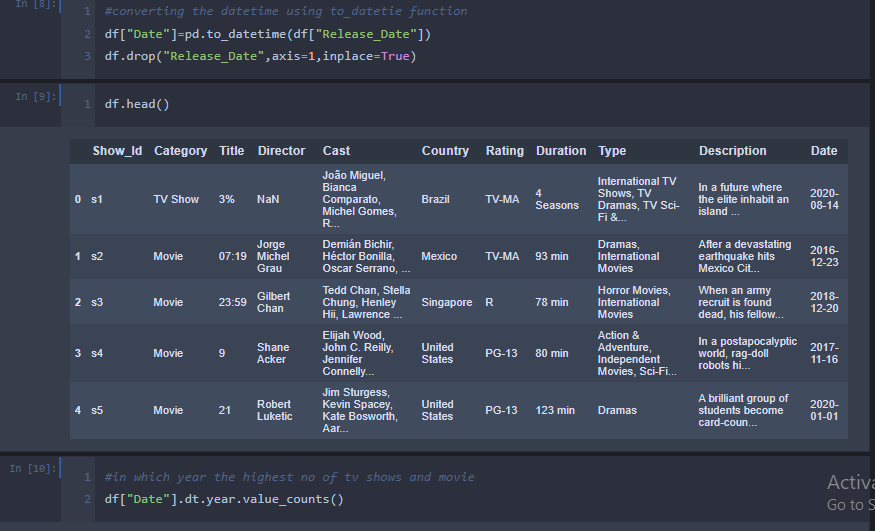 In [8]:
1 #converting the datetime using to_datetie function
2 df["Date"]=pd.to_datetime(df["Release_Date"])
3 df.drop("Release_Date",axis=1,inplace=True)
In [9]:
1 df.head()
Show_Id Category Title Director Cast Country Rating Duration Type Description Date
0 s1 TV Show 3% NaN João Miguel, Bianca Comparato, Michel Gomes, R... Brazil TV-MA 4 Seasons International TV Shows, TV Dramas, TV Sci-Fi &... In a future where the elite inhabit an island ... 2020-08-14
1 s2 Movie 07:19 Jorge Michel Grau Demián Bichir, Héctor Bonilla, Oscar Serrano, ... Mexico TV-MA 93 min Dramas, International Movies After a devastating earthquake hits Mexico Cit... 2016-12-23
2 s3 Movie 23:59 Gilbert Chan Tedd Chan, Stella Chung, Henley Hii, Lawrence ... Singapore R 78 min Horror Movies, International Movies When an army recruit is found dead, his fellow... 2018-12-20
3 s4 Movie 9 Shane Acker Elijah Wood, John C. Reilly, Jennifer Connelly... United States PG-13 80 min Action & Adventure, Independent Movies, Sci-Fi... In a postapocalyptic world, rag-doll robots hi... 2017-11-16
4 s5 Movie 21 Robert Luketic Jim Sturgess, Kevin Spacey, Kate Bosworth, Aar... United States PG-13 123 min Dramas A brilliant group of students become card-coun... 2020-01-01
In [10]:
1 #in which year the highest no of tv shows and movie
2 df["Date"].dt.year.value_counts()
Activa
Go to S